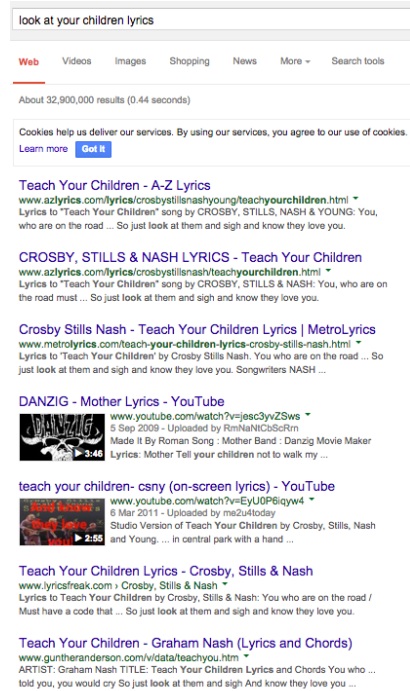 look at your children lyrics
Web Videos Images Shopping News More Search tools
About 32,900,000 results (0.44 seconds)
Cookies help us deliver our services. By using our services, you agree to our use of cookies.
Learn more Got it
Teach Your Children - A-Z Lyrics
www.azlyrics.com/lyrics/crosbystillsnashyoung/teachyourchildren.html
Lyrics to "Teach Your Children" song by CROSBY, STILLS, NASH & YOUNG: You,
who are on the road ... So just look at them and sigh and know they love you.
CROSBY, STILLS & NASH LYRICS - Teach Your Children
www.azlyrics.com/lyrics/crosbystillsnash/teachyourchildren.html
Lyrics to "Teach Your Children" by CROSBY, STILLS & NASH: You, who are on
the road must ... So just look at them and sigh and know they love you.
Crosby Stills Nash - Teach Your Children Lyrics | MetroLyrics
www.metrolyrics.com/teach-your-children-lyrics-crosby-stills-nash.html
Lyrics to 'Teach Your Children' by Crosby Stills Nash. You who are on the road ... So
just look at them and sigh and know they love you. Songwriters NASH ...
DANZIG - Mother Lyrics - YouTube
www.youtube.com/watch?v=jesc3yvZSws
5 Sep 2009 - Uploaded by RmNaNtCbScRrn
Made It By Roman Song : Mother Band : Danzig Movie Maker
Lyrics: Mother Tell your children not to walk my ...
DANZIG
3:46
teach your children- csny (on-screen lyrics) - YouTube
www.youtube.com/watch?v=EyU0P6iqyw4
6 Mar 2011 - Uploaded by me2u4today
Studio Version of Teach Your Children by Crosby, Stills, Nash
and Young. ... in central park with a hand ...
they love
you!
2:55
Teach Your Children Lyrics - Crosby, Stills & Nash
www.lyricsfreak.com › Crosby, Stills & Nash
Lyrics to Teach Your Children by Crosby, Stills & Nash: You who are on the road /
Must have a code that ... So just look at them and sigh and know they love you.
Teach Your Children - Graham Nash (Lyrics and Chords)
www.guntheranderson.com/v/data/teachyou.htm
ARTIST: Graham Nash TITLE: Teach Your Children Lyrics and Chords You who ...
told you, you would cry So just look at them and sigh And know they love you ...